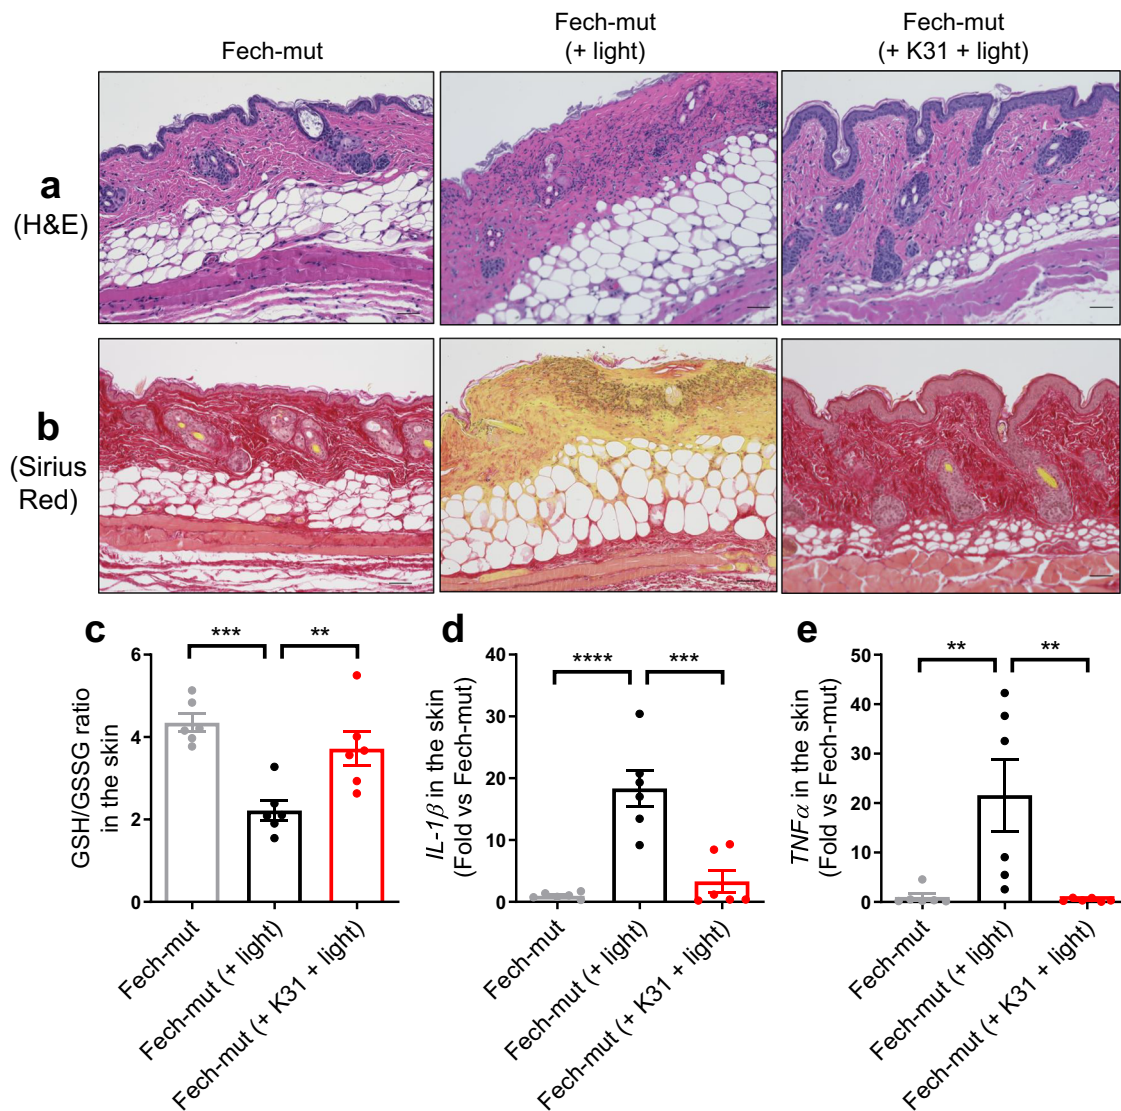 Fech-mut
Fech-mut
(+ light)
Fech-mut
(+ K31 + light)
a
(H&E)
b
(Sirius
Red)
c
GSH/GSSG ratio
in the skin
6
4
2
0
***
**
Fech-mut
Fech-mut (+ light)
Fech-mut (+ K31 + light)
d
IL-1β in the skin
(Fold vs Fech-mut)
40
30
20
10
0
****
***
Fech-mut
Fech-mut (+ light)
Fech-mut (+ K31 + light)
e
TNFα in the skin
(Fold vs Fech-mut)
50
40
30
20
10
0
**
**
Fech-mut
Fech-mut (+ light)
Fech-mut (+ K31 + light)